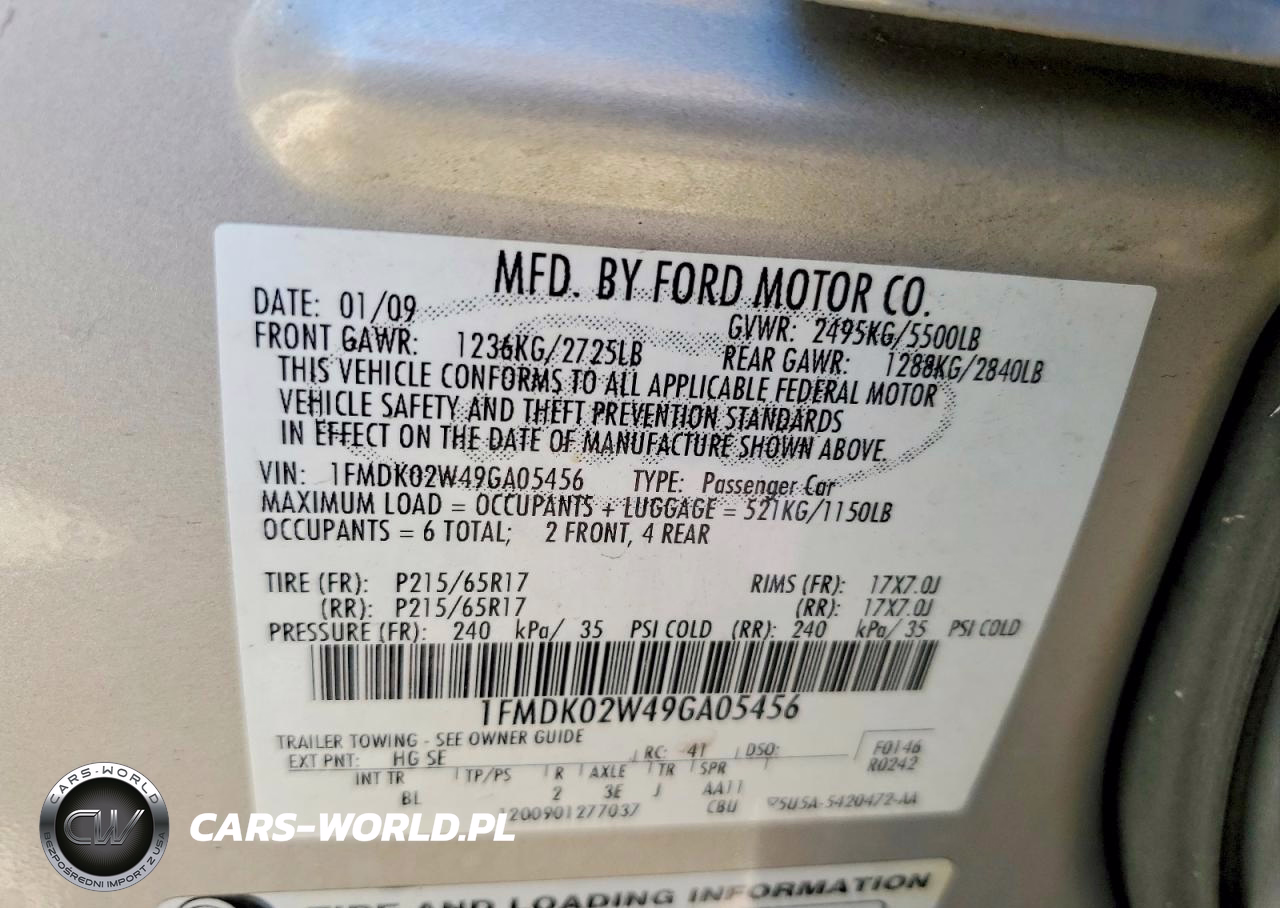 MFD. BY FORD MOTOR CO.
DATE: 01/09
GVWR: 2495KG/5500LB
FRONT GAWR: 1236KG/2725LB
REAR GAWR: 1288KG/2840LB
THIS VEHICLE CONFORMS TO ALL APPLICABLE FEDERAL MOTOR
VEHICLE SAFETY AND THEFT PREVENTION STANDARDS
IN EFFECT ON THE DATE OF MANUFACTURE SHOWN ABOVE.
VIN: 1FMDK02W49GA05456 TYPE: Passenger Car
MAXIMUM LOAD = OCCUPANTS + LUGGAGE = 521KG/1150LB
OCCUPANTS = 6 TOTAL; 2 FRONT, 4 REAR
TIRE (FR): P215/65R17 RIMS (FR): 17X7.0J
(RR): P215/65R17 (RR): 17X7.0J
PRESSURE (FR): 240 kPa/ 35 PSI COLD (RR): 240 kPa/ 35 PSI COLD
1FMDK02W49GA05456
TRAILER TOWING - SEE OWNER GUIDE
EXT PNT: HG SE RC: 41 DSO: F0146
R0242
INT TR TP/PS R AXLE TR SPR
BL 2 3E J AA11
1200901277037 CBU 5U5A-5420472-AA
TIRE AND LOADING INFORMATION
CARS-WORLD
CW
BEZPOŚREDNI IMPORT Z USA
CARS-WORLD.PL